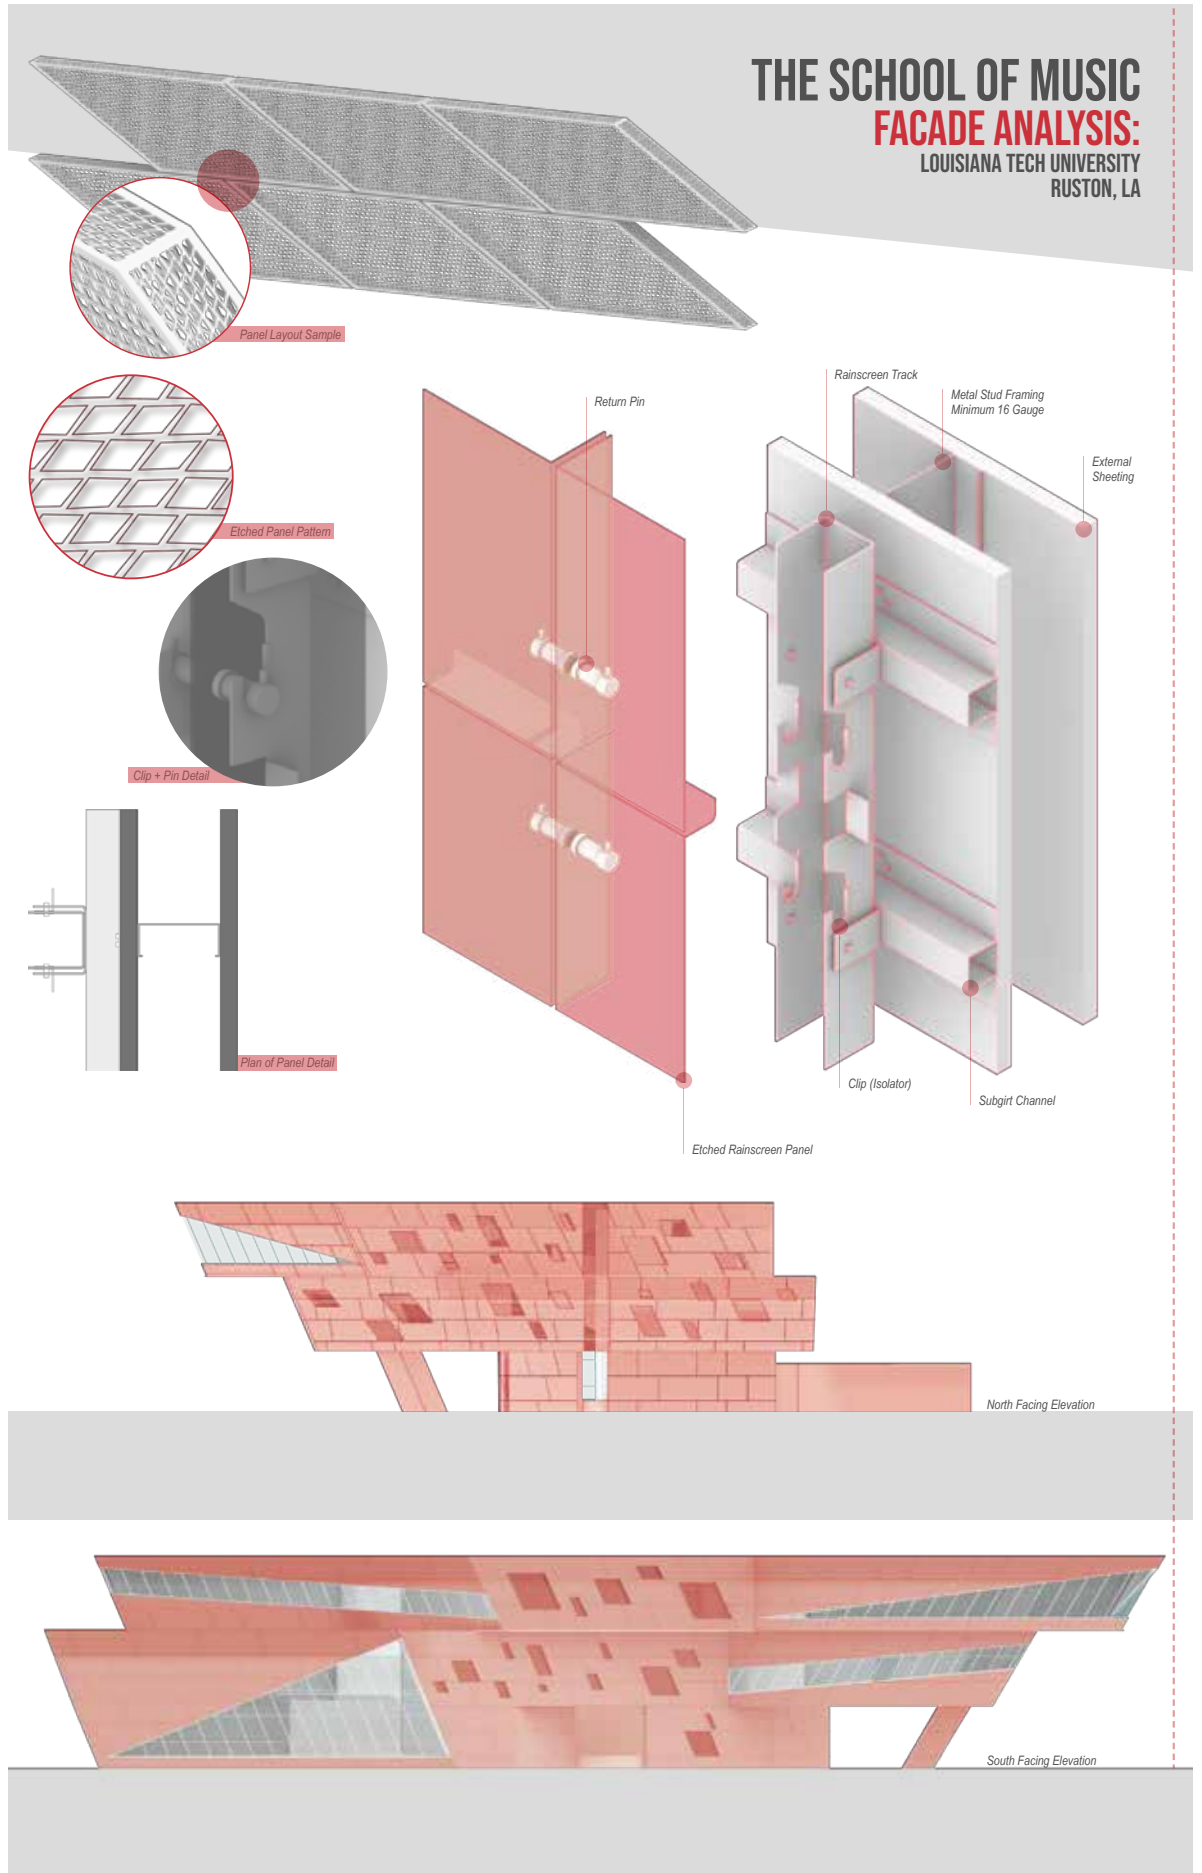 THE SCHOOL OF MUSIC
FACADE ANALYSIS:
LOUISIANA TECH UNIVERSITY
RUSTON, LA
Panel Layout Sample
Rainscreen Track
Metal Stud Framing
Minimum 16 Gauge
Return Pin
External
Sheeting
Etched Panel Pattern
Clip + Pin Detail
Plan of Panel Detail
Clip (Isolator)
Subgirt Channel
Etched Rainscreen Panel
North Facing Elevation
South Facing Elevation